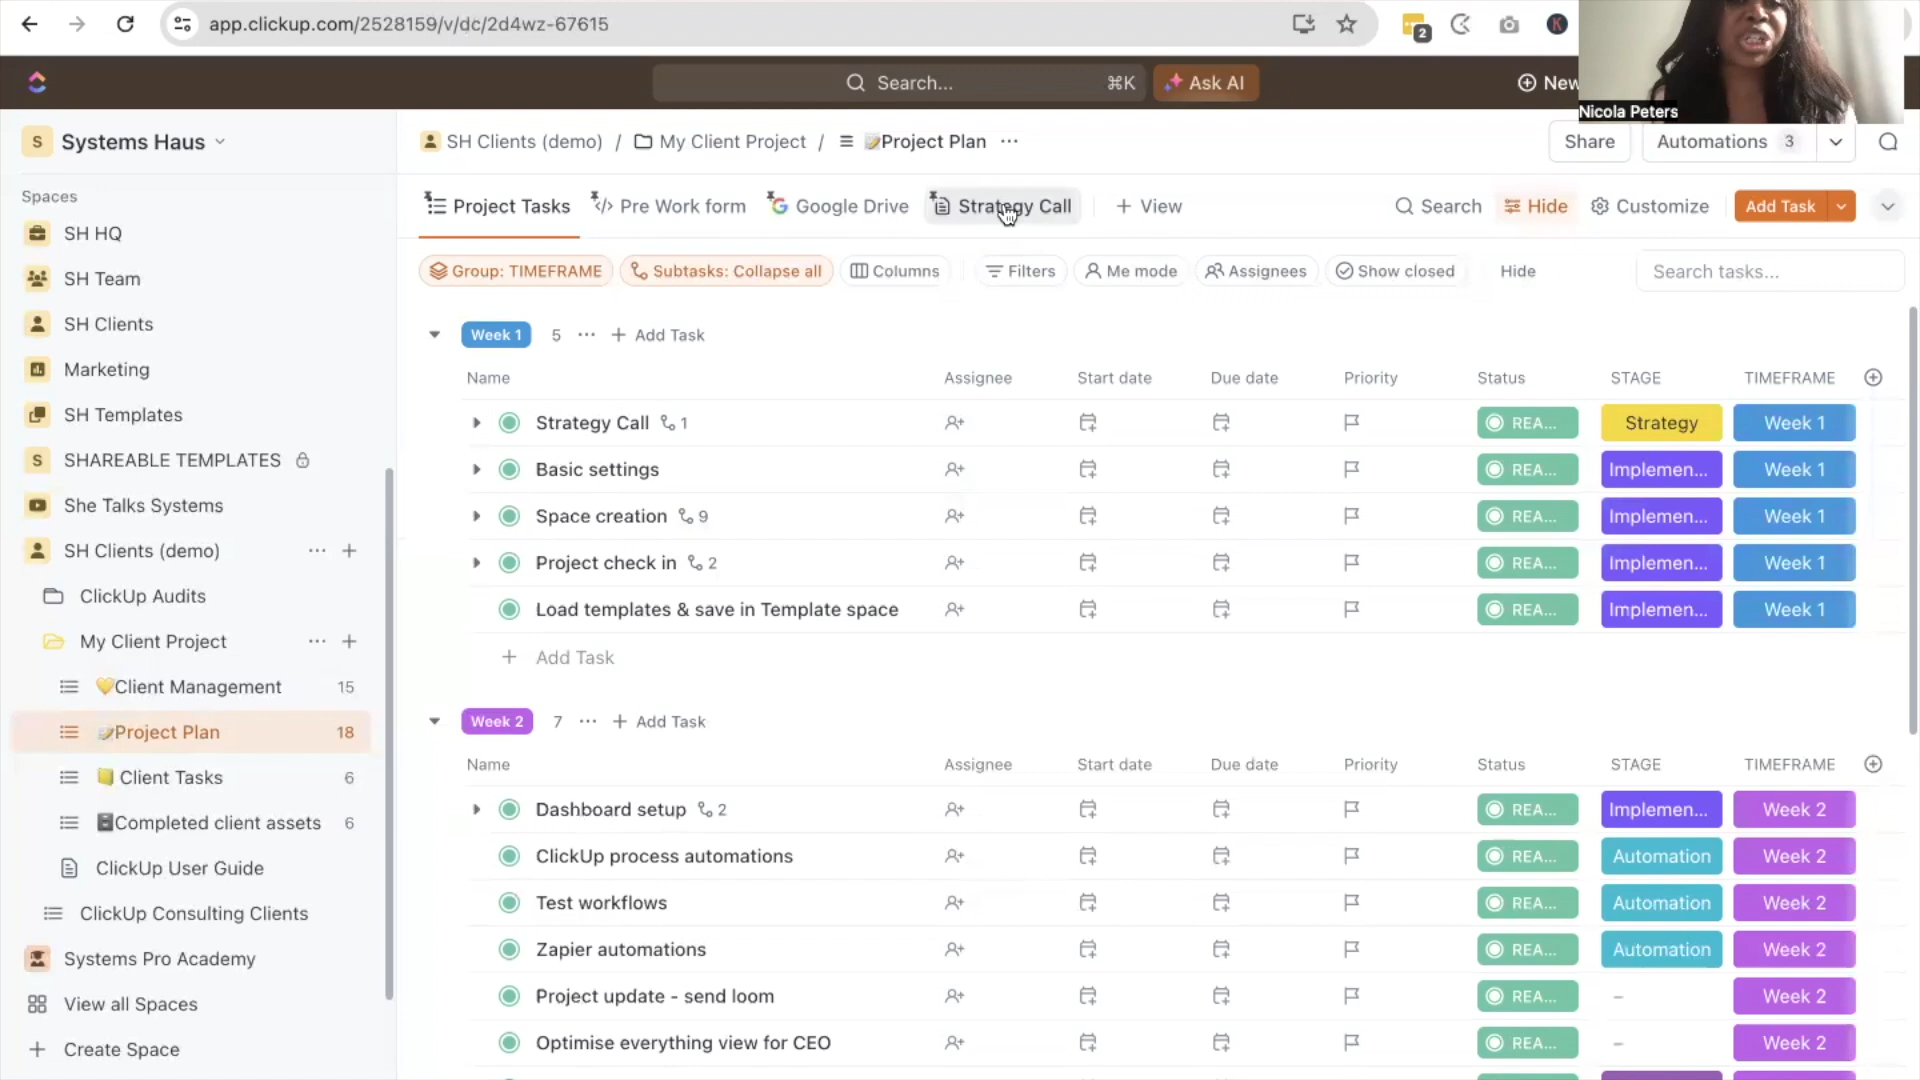 app.clickup.com/2528159/v/dc/2d4wz-67615
2
K
Search... ⌘K
Ask AI
New
Nicola Peters
S Systems Haus
SH Clients (demo) / My Client Project / 📝Project Plan ...
Share
Automations 3
Project Tasks
Pre Work form
Google Drive
Strategy Call
+ View
Search
Hide
Customize
Add Task
Group: TIMEFRAME
Subtasks: Collapse all
Columns
Filters
Me mode
Assignees
Show closed
Hide
Search tasks...
Spaces
SH HQ
SH Team
SH Clients
Marketing
SH Templates
S SHAREABLE TEMPLATES
She Talks Systems
SH Clients (demo) ... +
ClickUp Audits
My Client Project ... +
💛Client Management 15
📝Project Plan 18
📒 Client Tasks 6
🗄Completed client assets 6
ClickUp User Guide
ClickUp Consulting Clients
Systems Pro Academy
View all Spaces
+ Create Space
Week 1 5 ... + Add Task
Name Assignee Start date Due date Priority Status STAGE TIMEFRAME
Strategy Call 1 REA... Strategy Week 1
Basic settings REA... Implemen... Week 1
Space creation 9 REA... Implemen... Week 1
Project check in 2 REA... Implemen... Week 1
Load templates & save in Template space REA... Implemen... Week 1
+ Add Task
Week 2 7 ... + Add Task
Name Assignee Start date Due date Priority Status STAGE TIMEFRAME
Dashboard setup 2 REA... Implemen... Week 2
ClickUp process automations REA... Automation Week 2
Test workflows REA... Automation Week 2
Zapier automations REA... Automation Week 2
Project update - send loom REA... – Week 2
Optimise everything view for CEO REA... – Week 2